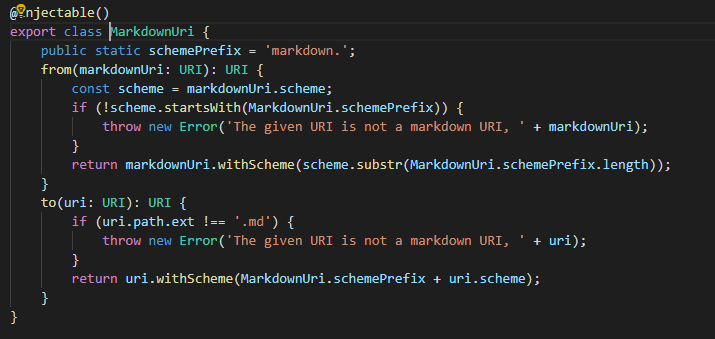 @injectable()
export class MarkdownUri {
    public static schemePrefix = 'markdown.';
    from(markdownUri: URI): URI {
        const scheme = markdownUri.scheme;
        if (!scheme.startsWith(MarkdownUri.schemePrefix)) {
            throw new Error('The given URI is not a markdown URI, ' + markdownUri);
        }
        return markdownUri.withScheme(scheme.substr(MarkdownUri.schemePrefix.length));
    }
    to(uri: URI): URI {
        if (uri.path.ext !== '.md') {
            throw new Error('The given URI is not a markdown URI, ' + uri);
        }
        return uri.withScheme(MarkdownUri.schemePrefix + uri.scheme);
    }
}